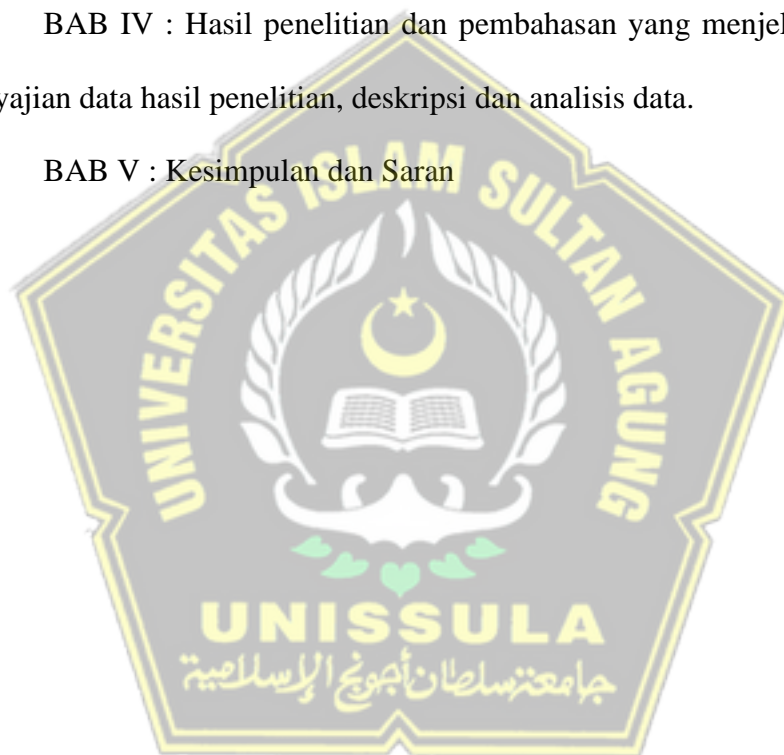 BAB IV : Hasil penelitian dan pembahasan yang menjel
yajian data hasil penelitian, deskripsi dan analisis data.
BAB V : Kesimpulan dan Saran
UNIVERSITAS ISLAM SULTAN AGUNG
UNISSULA
جامعة سلطان أجونج الإسلامية